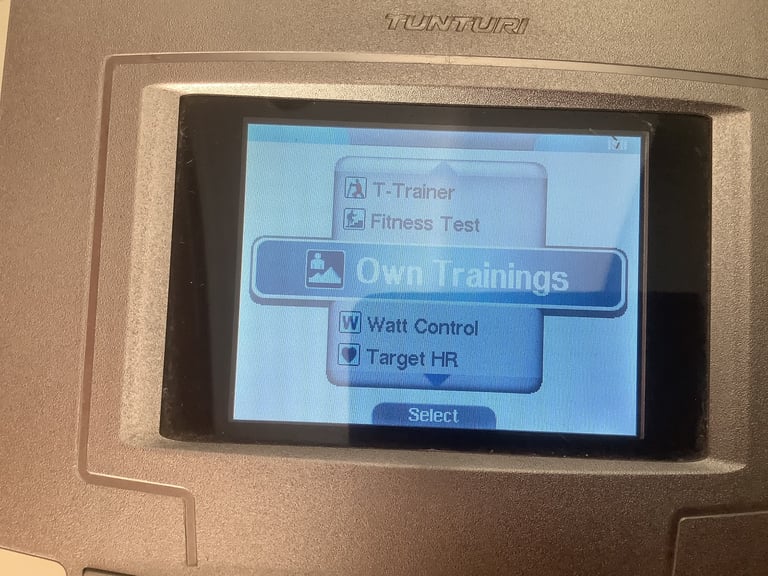 TUNTURI
T-Trainer
Fitness Test
Own Trainings
W Watt Control
Target HR
Select